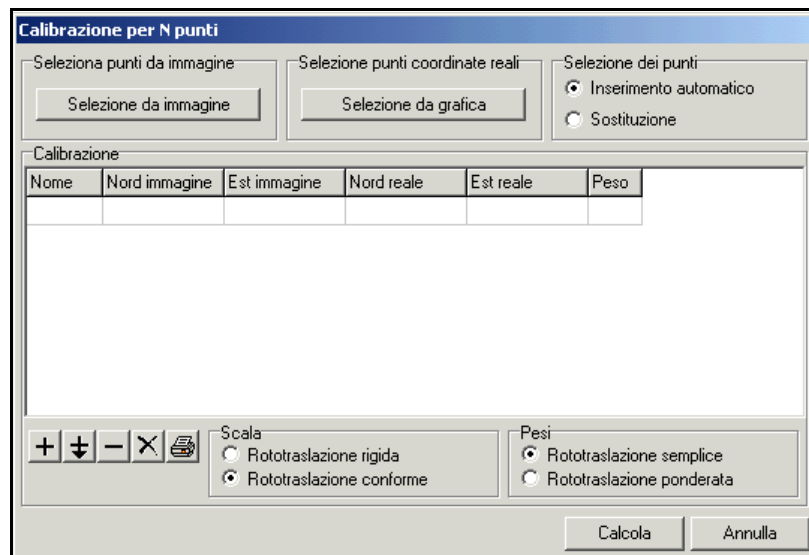 Calibrazione per N punti
Seleziona punti da immagine
Selezione da immagine
Selezione punti coordinate reali
Selezione da grafica
Selezione dei punti
Inserimento automatico
Sostituzione
Calibrazione
Nome Nord immagine Est immagine Nord reale Est reale Peso
Scala
Rototraslazione rigida
Rototraslazione conforme
Pesi
Rototraslazione semplice
Rototraslazione ponderata
Calcola Annulla